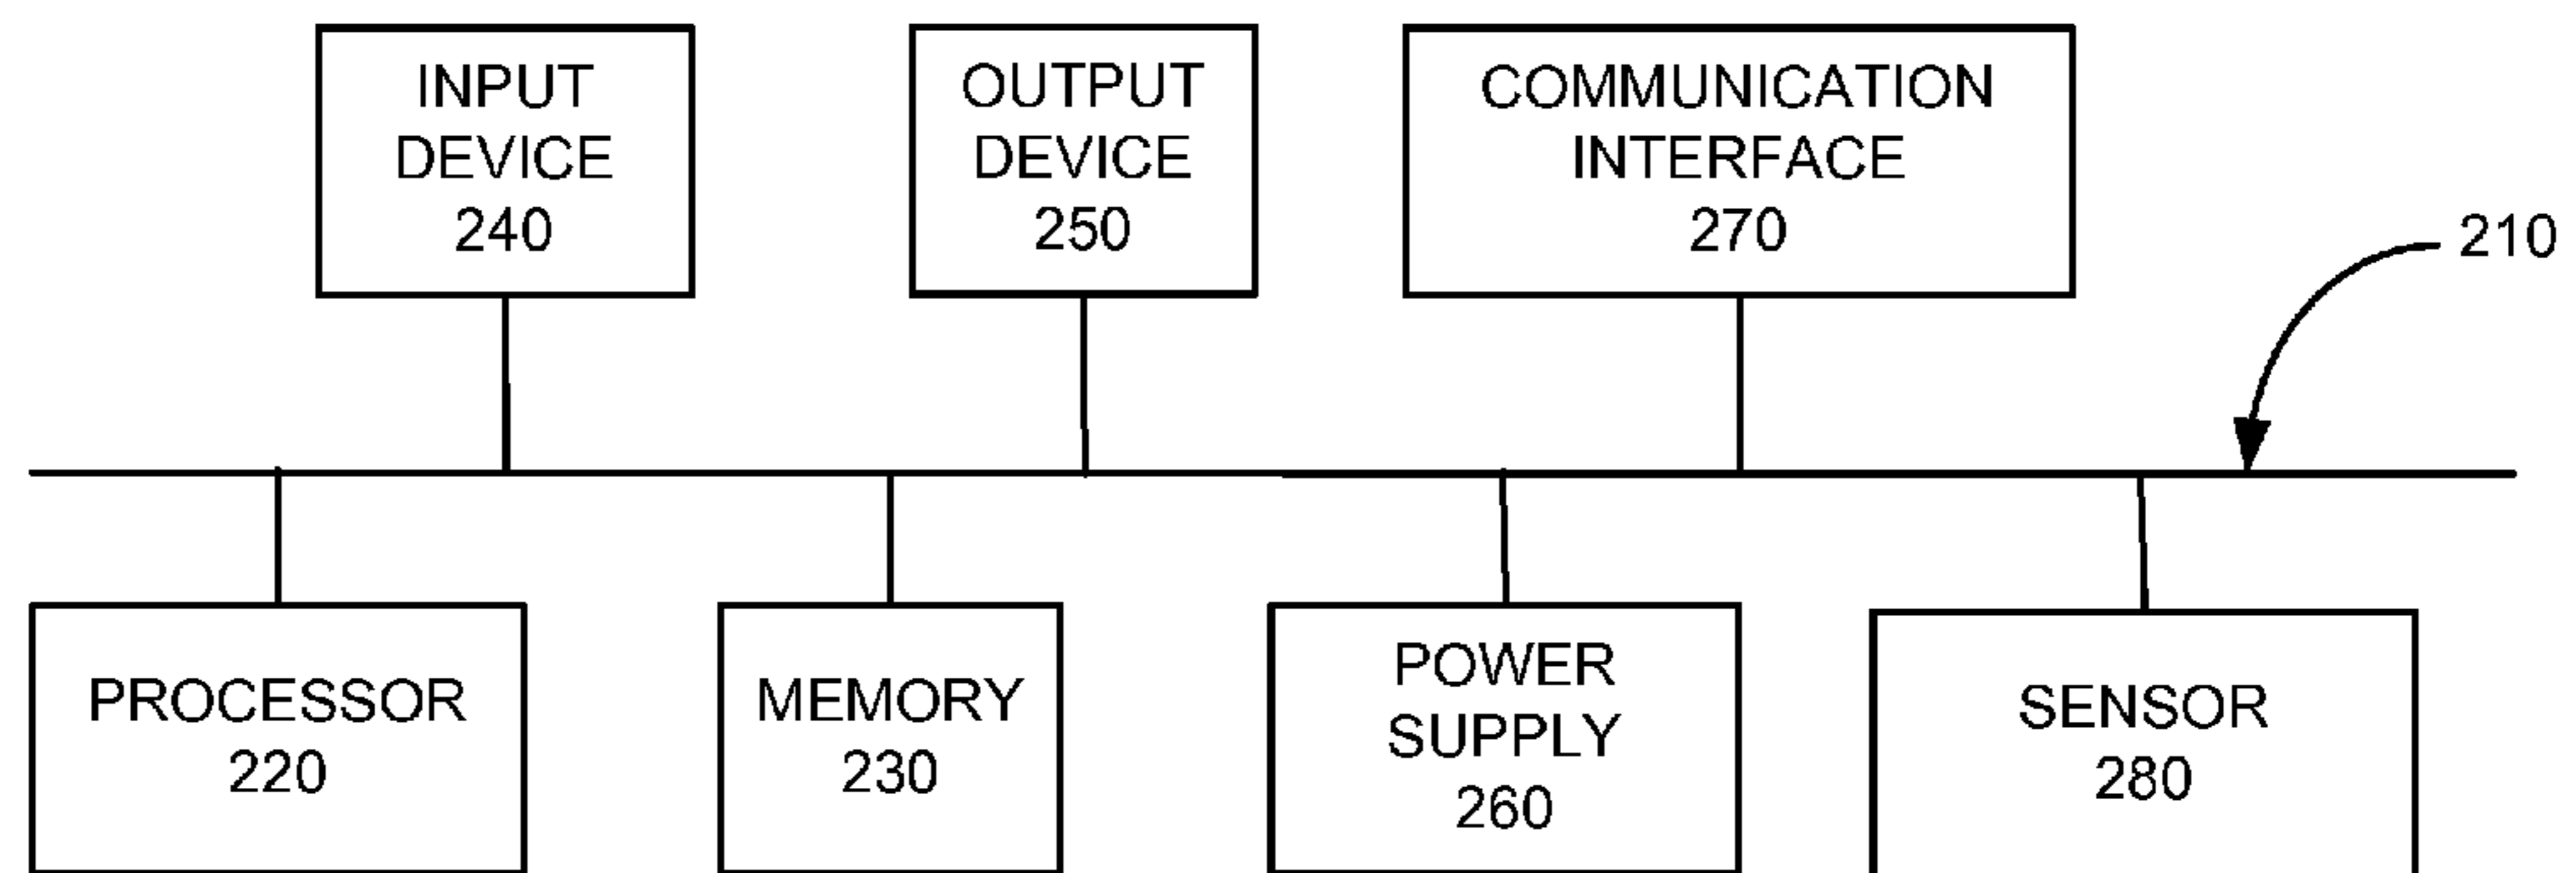 INPUT
DEVICE
240
OUTPUT
DEVICE
250
COMMUNICATION
INTERFACE
270
210
PROCESSOR
220
MEMORY
230
POWER
SUPPLY
260
SENSOR
280